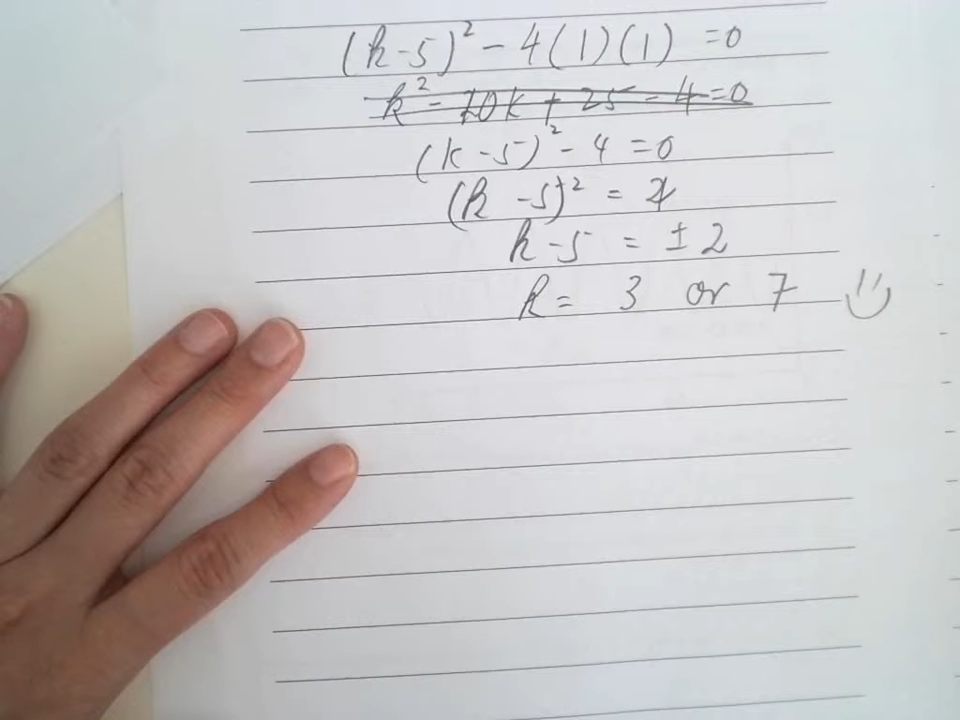 (k-5)² - 4(1)(1) = 0
k² - 10k + 25 - 4 = 0
(k-5)² - 4 = 0
(k-5)² = 4
k-5 = ±2
k = 3 or 7